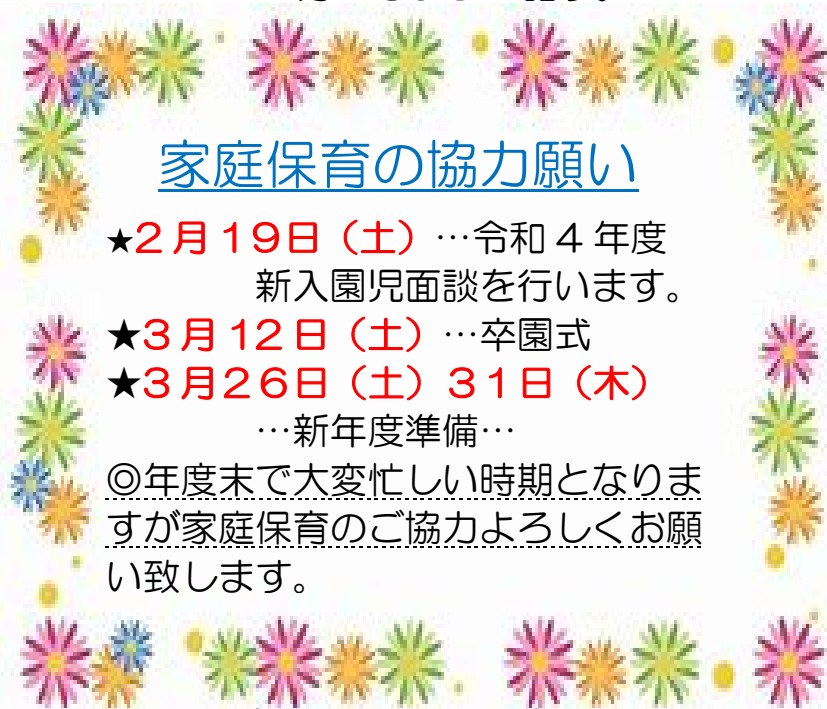 家庭保育の協力願い
★2月19日（土）…令和4年度
新入園児面談を行います。
★3月12日（土）…卒園式
★3月26日（土）31日（木）
…新年度準備…
◎年度末で大変忙しい時期となりま
すが家庭保育のご協力よろしくお願
い致します。